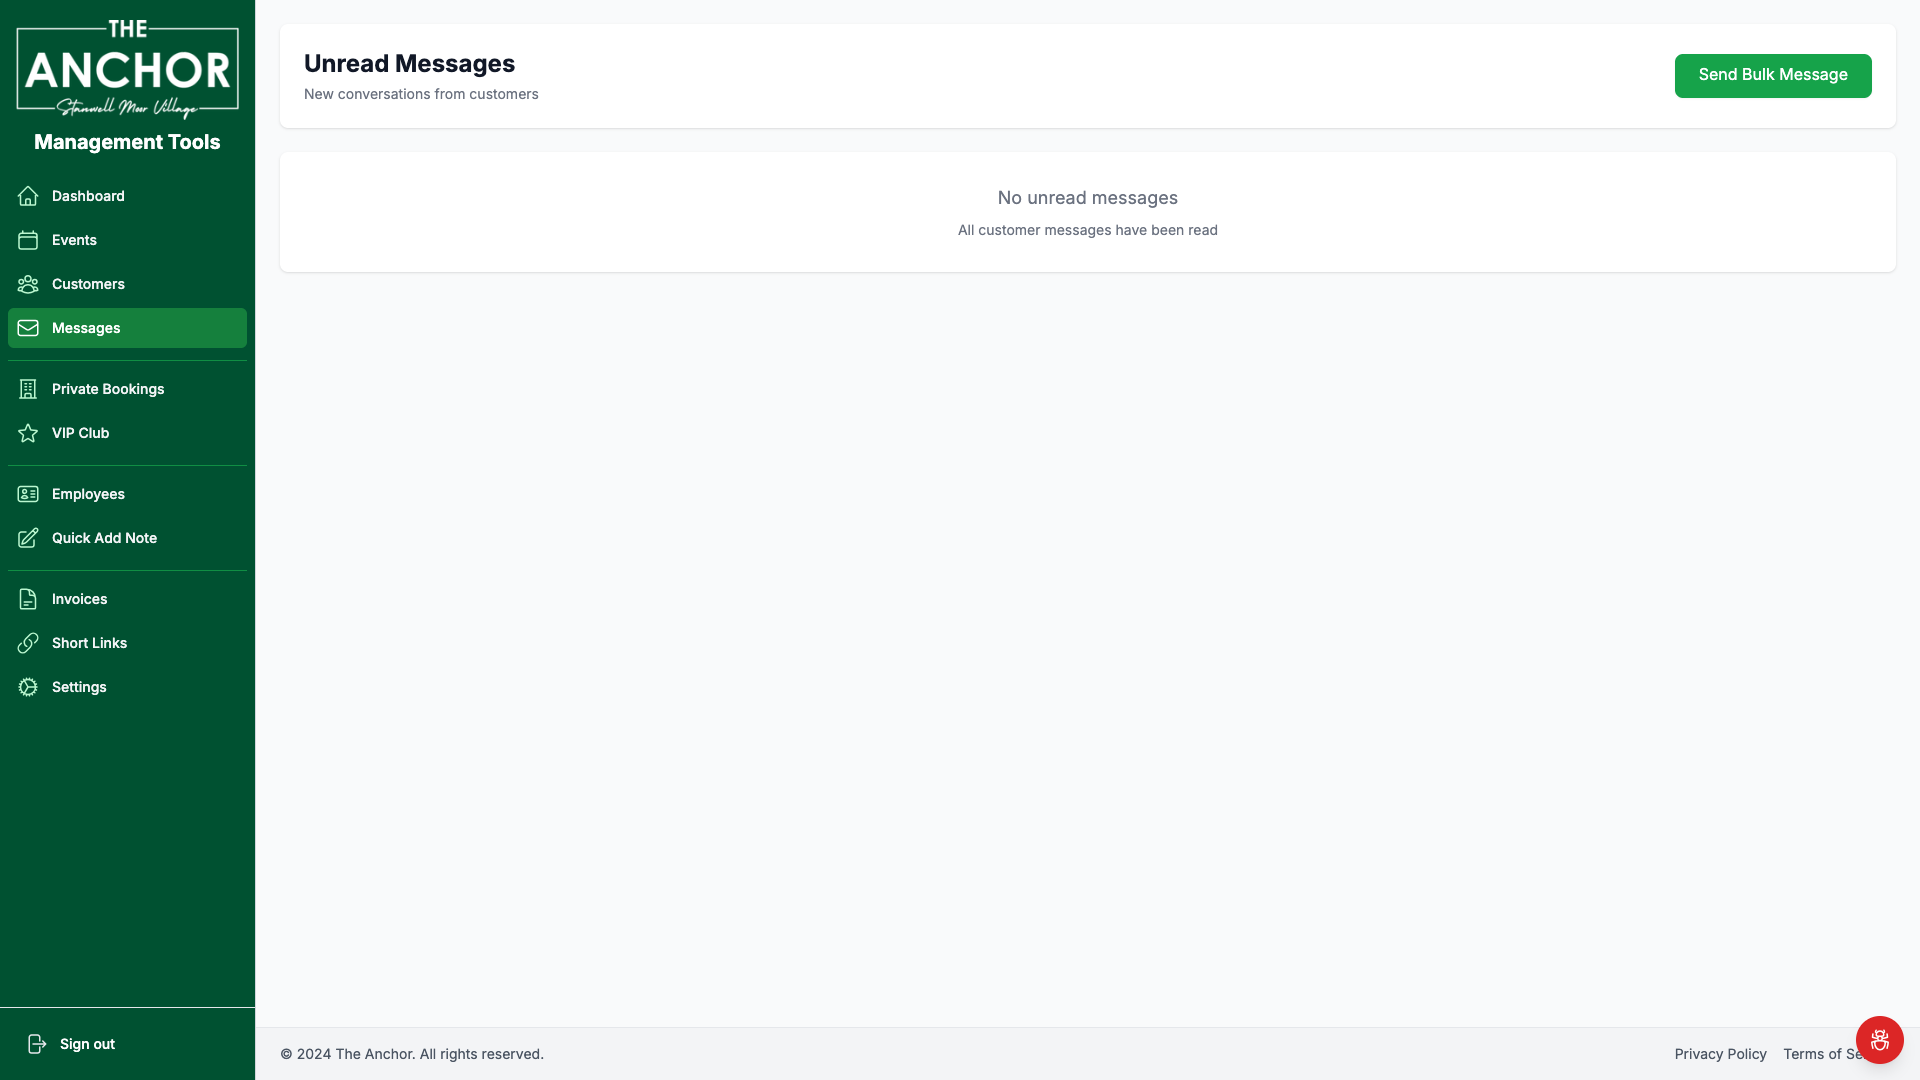 THE
ANCHOR
Stanwell Moor Village
Management Tools
Dashboard
Events
Customers
Messages
Private Bookings
VIP Club
Employees
Quick Add Note
Invoices
Short Links
Settings
Sign out
Unread Messages
New conversations from customers
Send Bulk Message
No unread messages
All customer messages have been read
© 2024 The Anchor. All rights reserved.
Privacy Policy
Terms of